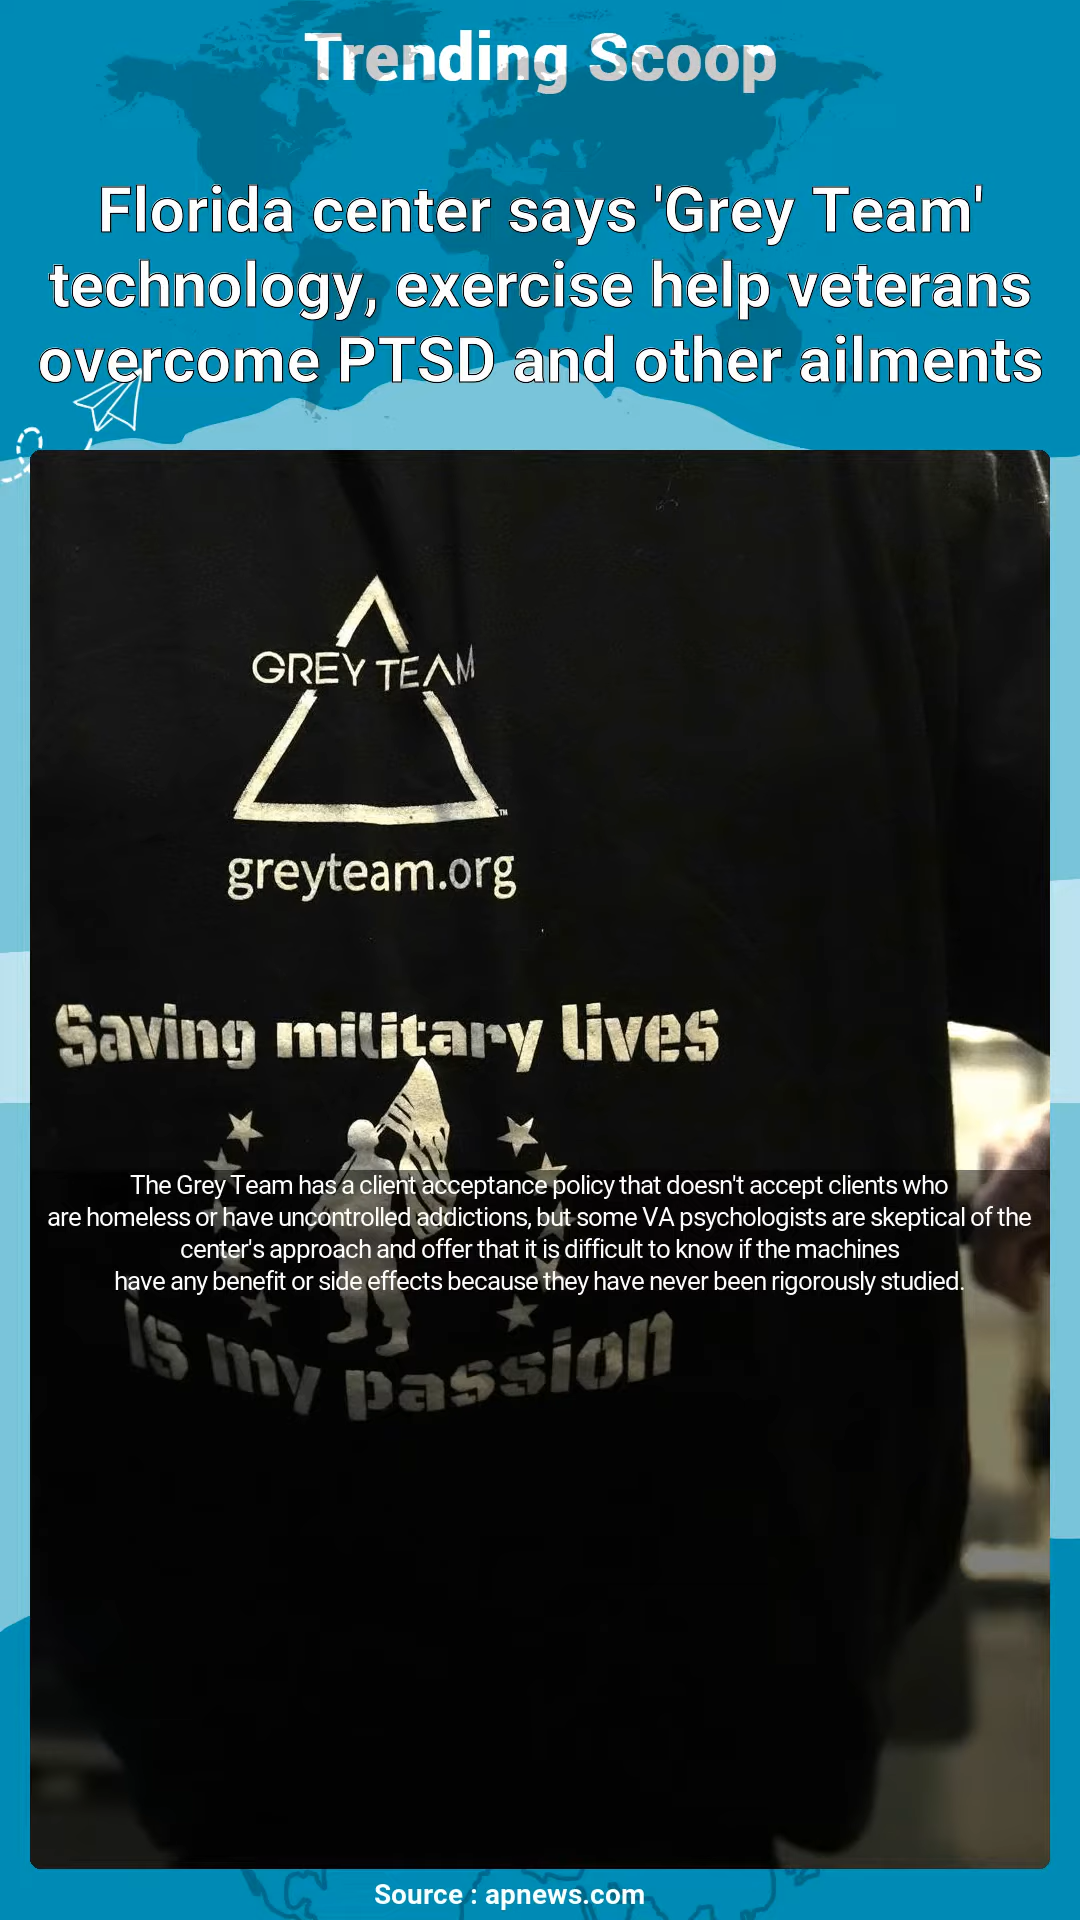 Trending Scoop
Florida center says 'Grey Team'
technology, exercise help veterans
overcome PTSD and other ailments
GREY TEAM
TM
greyteam.org
Saving military lives
The Grey Team has a client acceptance policy that doesn't accept clients who
are homeless or have uncontrolled addictions, but some VA psychologists are skeptical of the
center's approach and offer that it is difficult to know if the machines
have any benefit or side effects because they have never been rigorously studied.
is my passion
Source : apnews.com